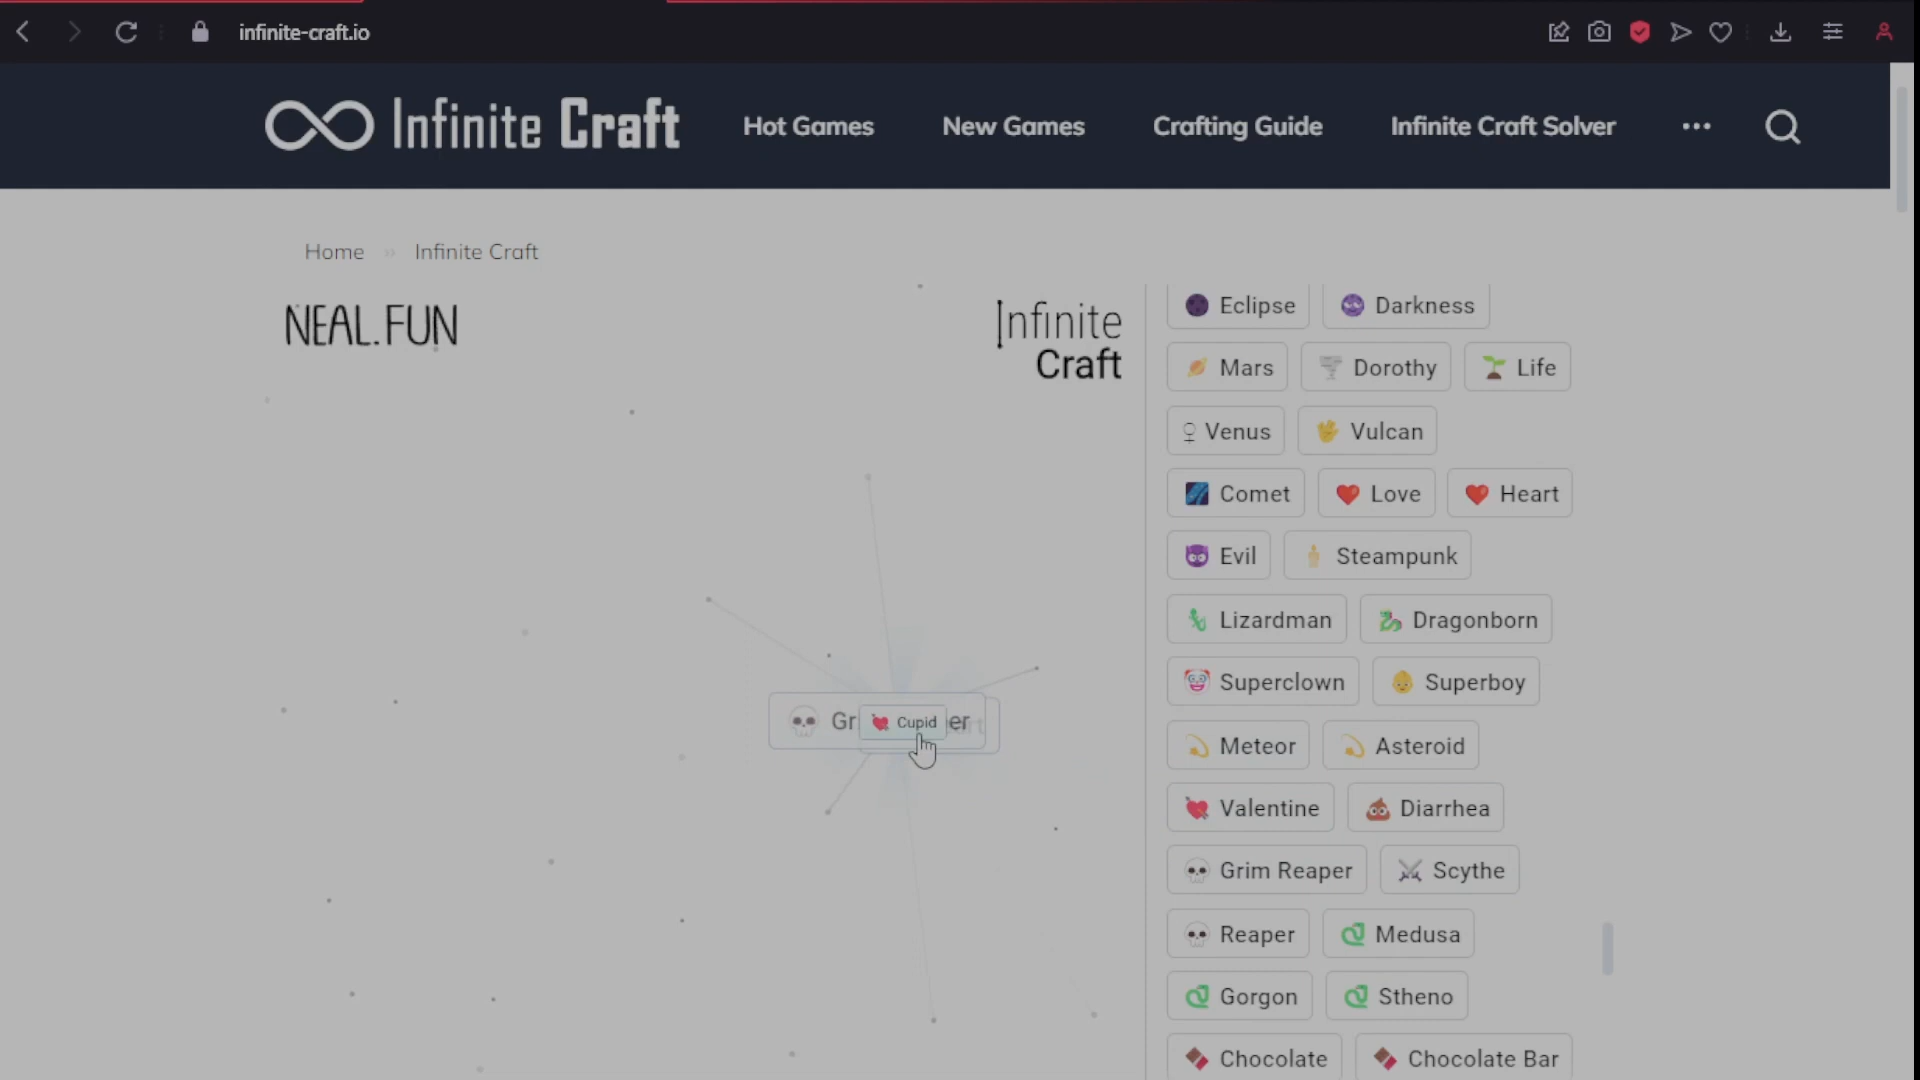 infinite-craft.io
Infinite Craft Hot Games New Games Crafting Guide Infinite Craft Solver
Home » Infinite Craft
NEAL.FUN
Infinite
Craft
Eclipse Darkness
Mars Dorothy Life
Venus Vulcan
Comet Love Heart
Evil Steampunk
Lizardman Dragonborn
Superclown Superboy
Cupid
Meteor Asteroid
Valentine Diarrhea
Grim Reaper Scythe
Reaper Medusa
Gorgon Stheno
Chocolate Chocolate Bar